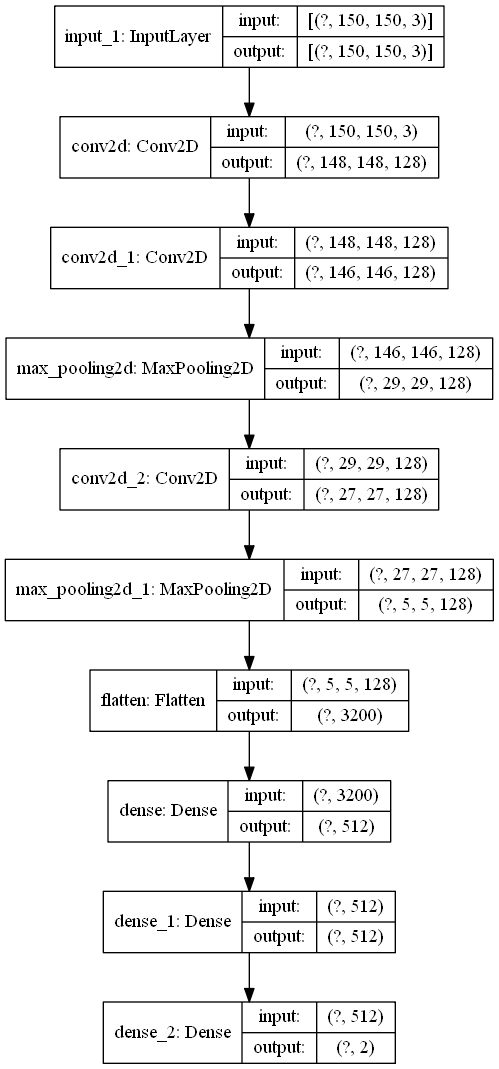 input_1: InputLayer
input: [(?, 150, 150, 3)]
output: [(?, 150, 150, 3)]
conv2d: Conv2D
input: (?, 150, 150, 3)
output: (?, 148, 148, 128)
conv2d_1: Conv2D
input: (?, 148, 148, 128)
output: (?, 146, 146, 128)
max_pooling2d: MaxPooling2D
input: (?, 146, 146, 128)
output: (?, 29, 29, 128)
conv2d_2: Conv2D
input: (?, 29, 29, 128)
output: (?, 27, 27, 128)
max_pooling2d_1: MaxPooling2D
input: (?, 27, 27, 128)
output: (?, 5, 5, 128)
flatten: Flatten
input: (?, 5, 5, 128)
output: (?, 3200)
dense: Dense
input: (?, 3200)
output: (?, 512)
dense_1: Dense
input: (?, 512)
output: (?, 512)
dense_2: Dense
input: (?, 512)
output: (?, 2)